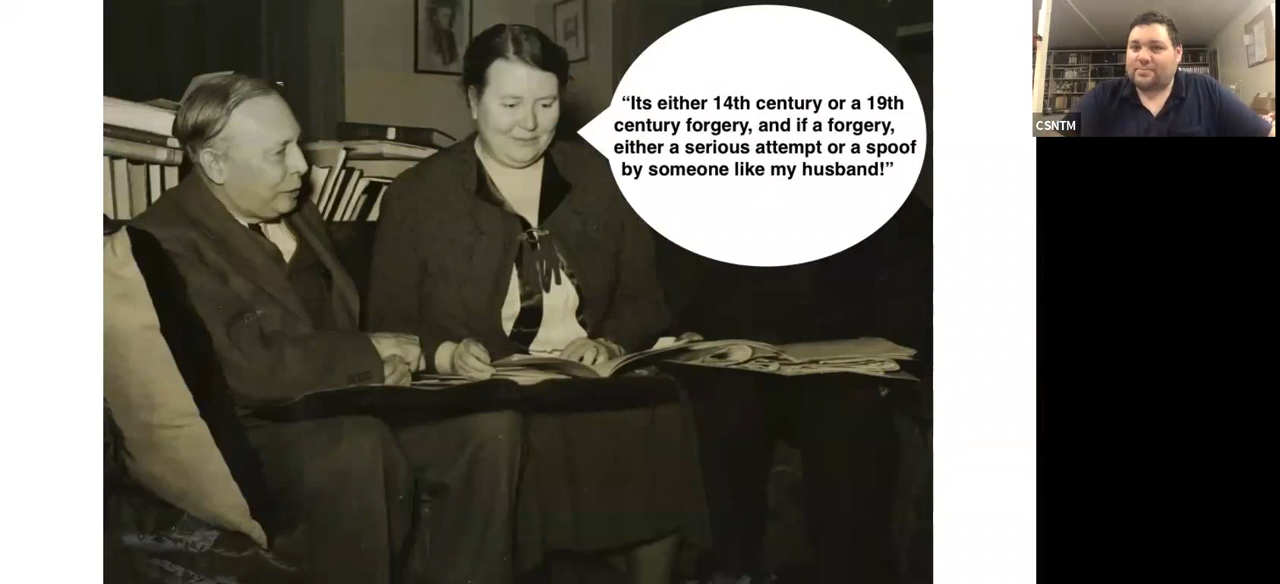 “Its either 14th century or a 19th
century forgery, and if a forgery,
either a serious attempt or a spoof
by someone like my husband!”
CSNTM